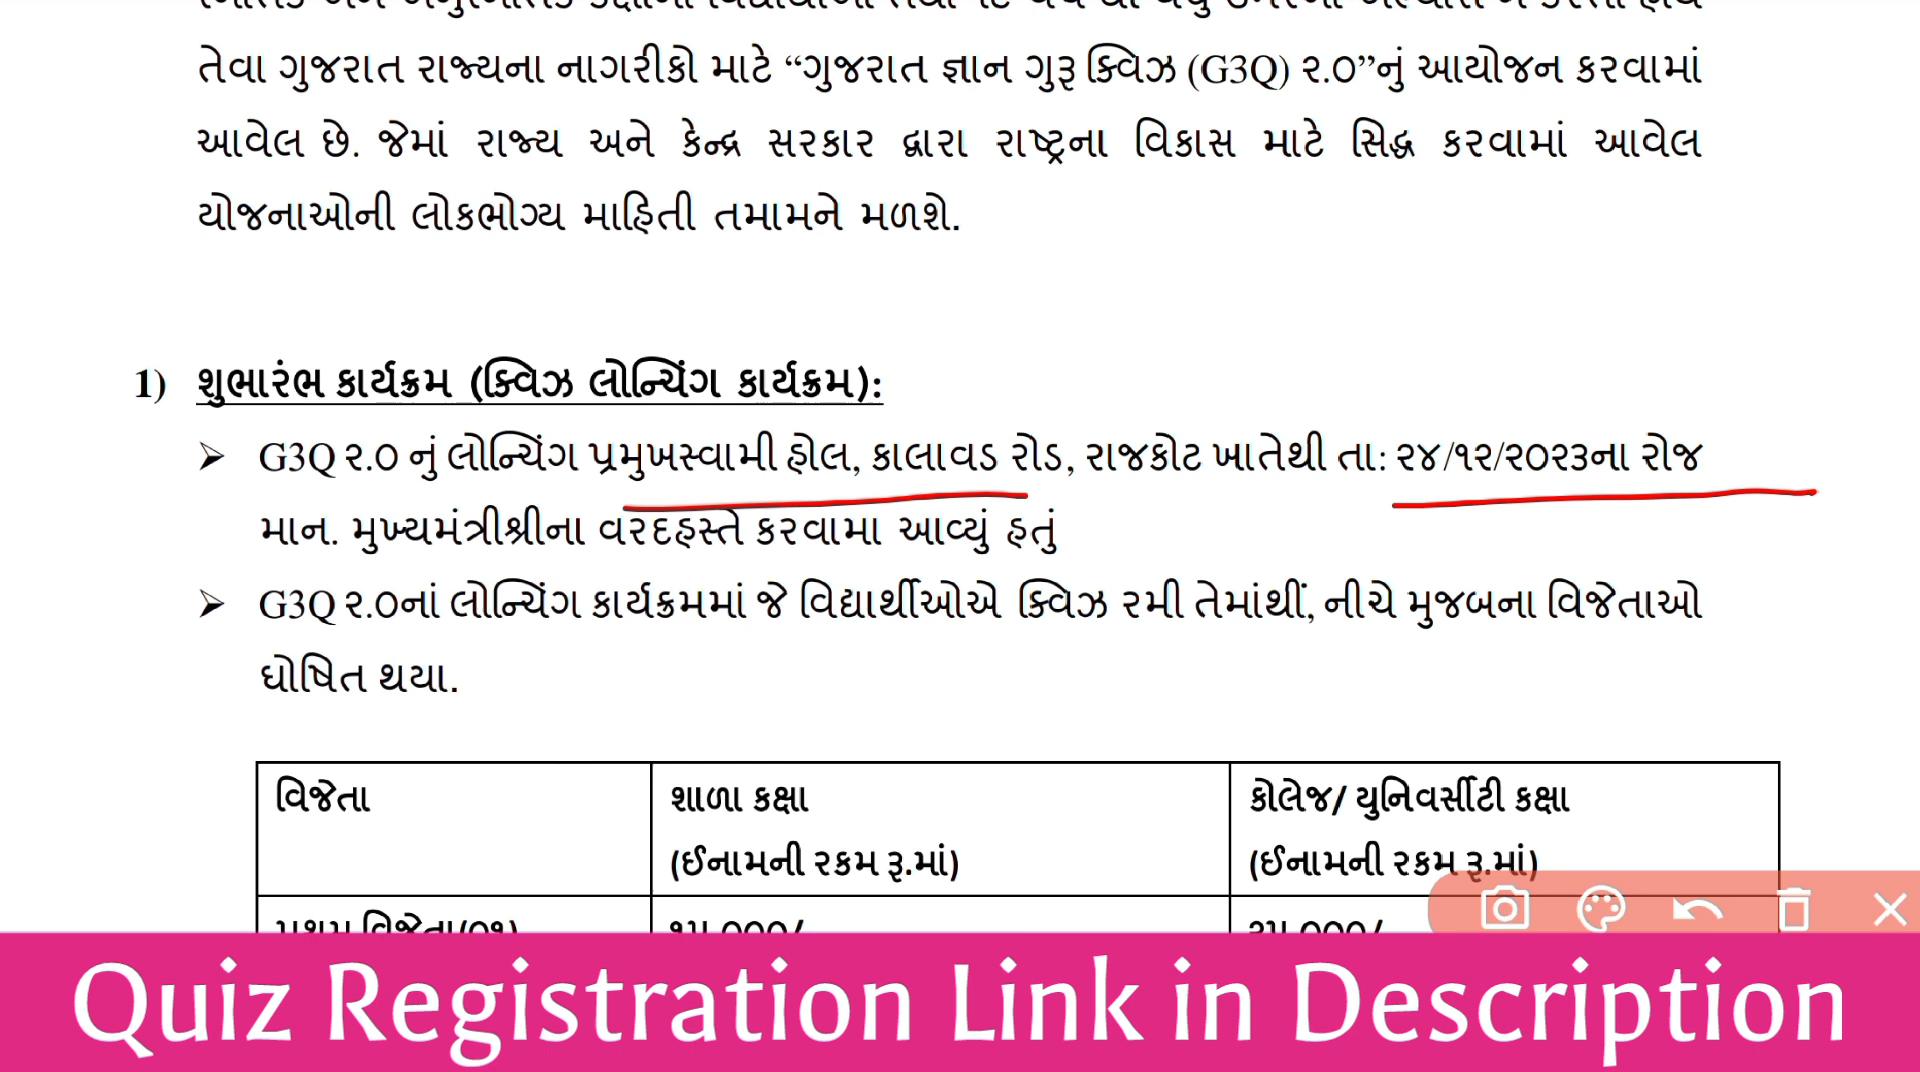 તેવા ગુજરાત રાજ્યના નાગરીકો માટે “ગુજરાત જ્ઞાન ગુરૂ ક્વિઝ (G3Q) ૨.૦”નું આયોજન કરવામાં
આવેલ છે. જેમાં રાજ્ય અને કેન્દ્ર સરકાર દ્વારા રાષ્ટ્રના વિકાસ માટે સિદ્ધ કરવામાં આવેલ
યોજનાઓની લોકભોગ્ય માહિતી તમામને મળશે.
1) શુભારંભ કાર્યક્રમ (ક્વિઝ લોન્ચિંગ કાર્યક્રમ):
➢ G3Q ૨.૦ નું લોન્ચિંગ પ્રમુખસ્વામી હોલ, કાલાવડ રોડ, રાજકોટ ખાતેથી તા: ૨૪/૧૨/૨૦૨૩ના રોજ
માન. મુખ્યમંત્રીશ્રીના વરદહસ્તે કરવામા આવ્યું હતું
➢ G3Q ૨.૦નાં લોન્ચિંગ કાર્યક્રમમાં જે વિદ્યાર્થીઓએ ક્વિઝ રમી તેમાંથીં, નીચે મુજબના વિજેતાઓ
ઘોષિત થયા.
વિજેતા શાળા કક્ષા કોલેજ/ યુનિવર્સીટી કક્ષા
(ઈનામની રકમ રૂ.માં) (ઈનામની રકમ રૂ.માં)
Quiz Registration Link in Description